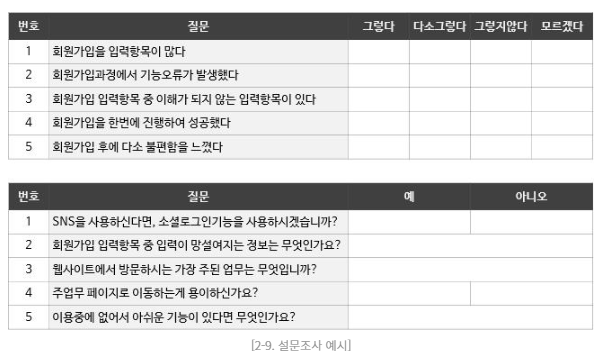 번호 질문 그렇다 다소그렇다 그렇지않다 모르겠다
1 회원가입을 입력항목이 많다
2 회원가입과정에서 기능오류가 발생했다
3 회원가입 입력항목 중 이해가 되지 않는 입력항목이 있다
4 회원가입을 한번에 진행하여 성공했다
5 회원가입 후에 다소 불편함을 느꼈다
번호 질문 예 아니오
1 SNS을 사용하신다면, 소셜로그인기능을 사용하시겠습니까?
2 회원가입 입력항목 중 입력이 망설여지는 정보는 무엇인가요?
3 웹사이트에서 방문하시는 가장 주된 업무는 무엇입니까?
4 주업무 페이지로 이동하는게 용이하신가요?
5 이용중에 없어서 아쉬운 기능이 있다면 무엇인가요?
[2-9. 설문조사 예시]